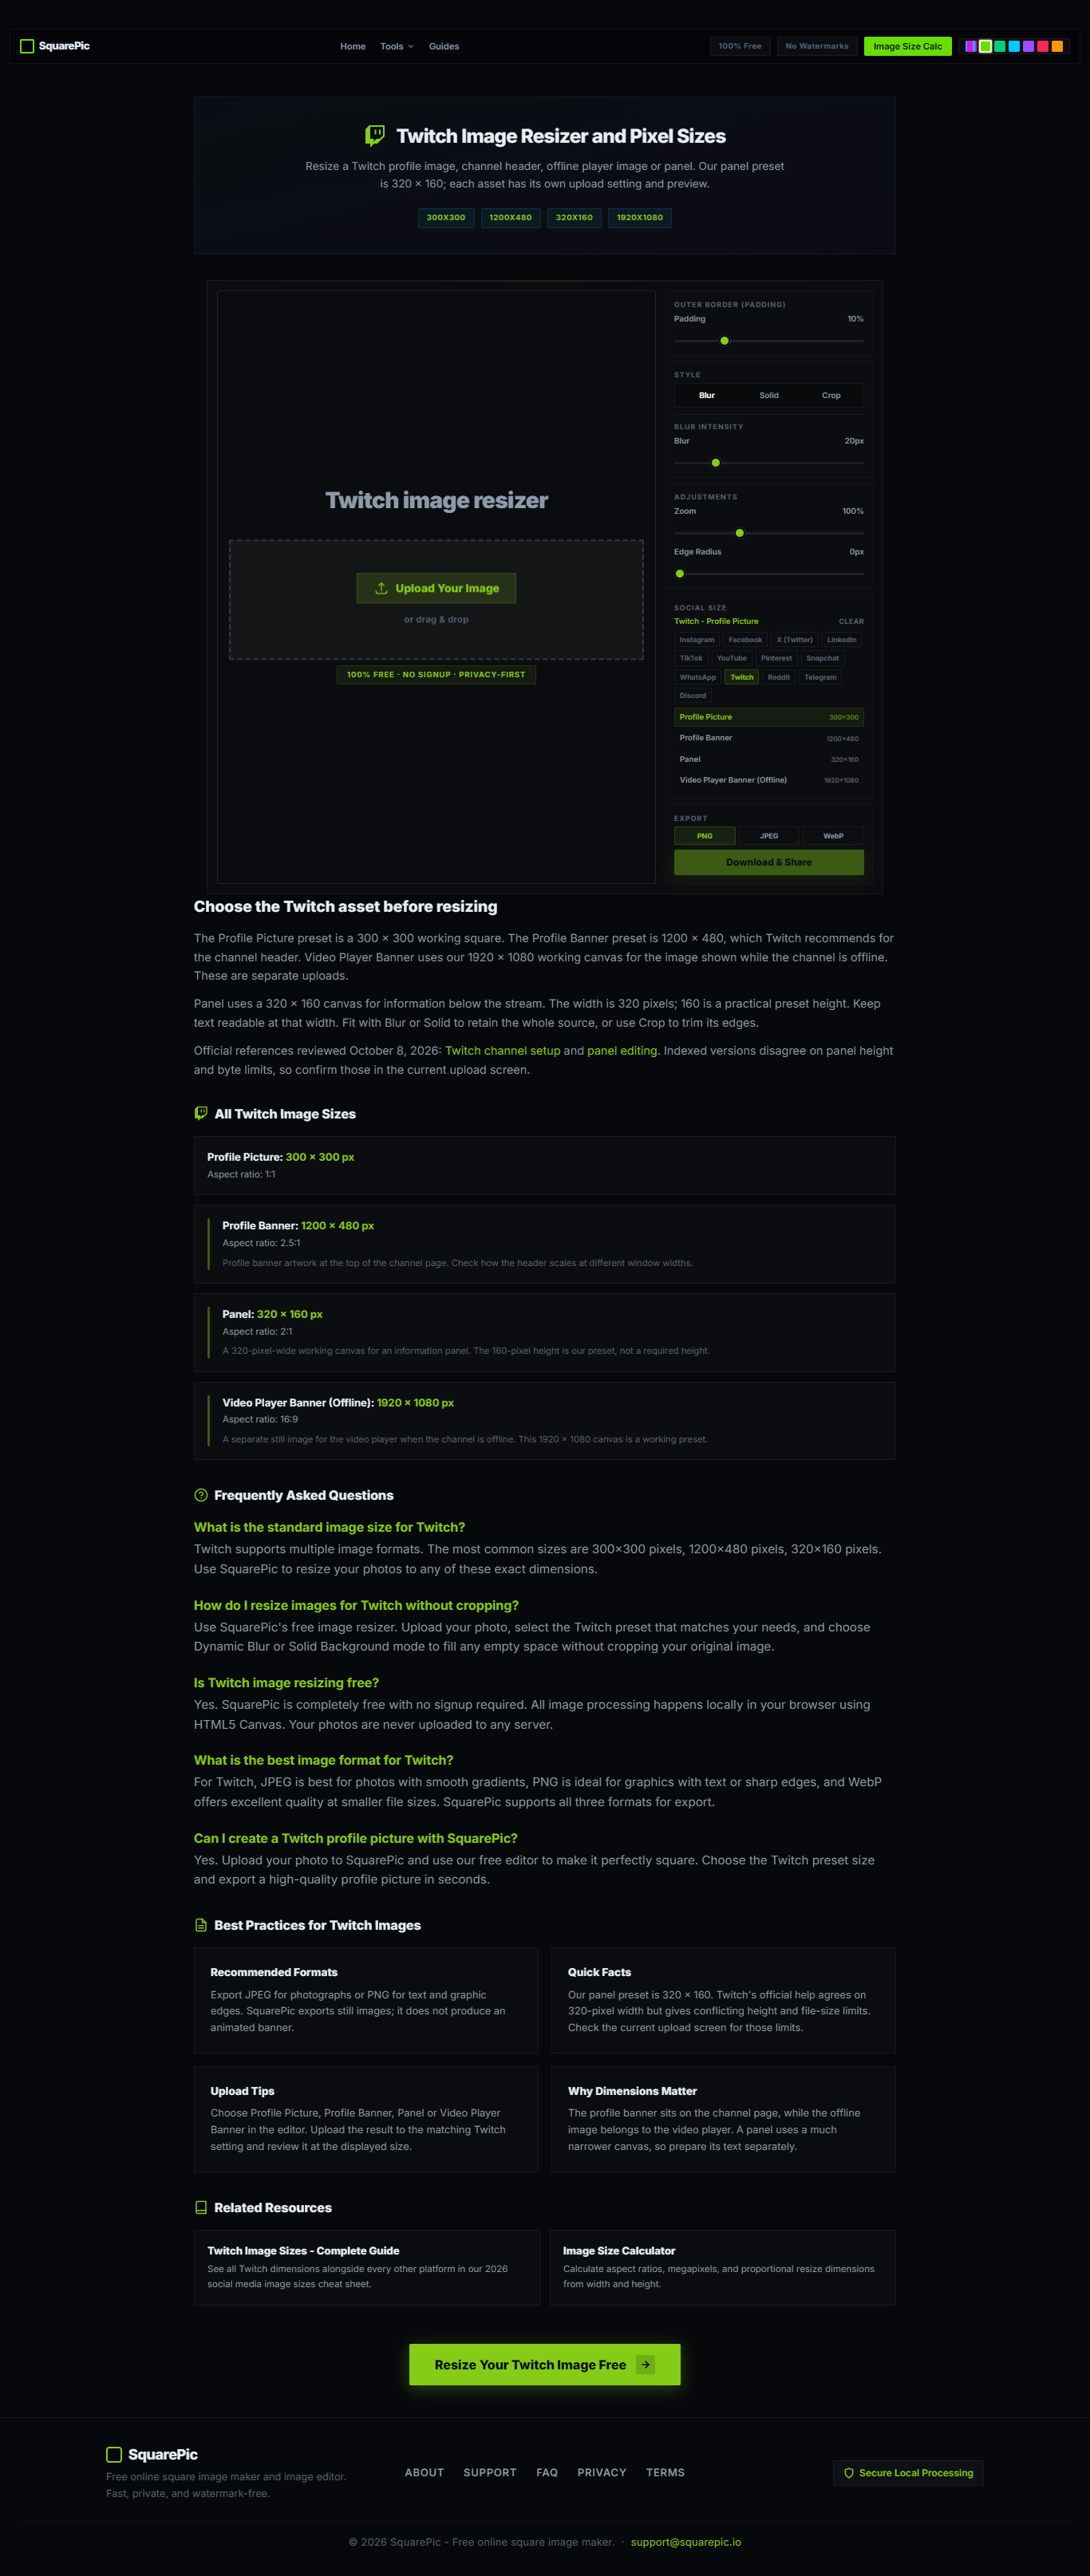 SquarePic
Home Tools Guides
100% Free No Watermarks Image Size Calc
Twitch Image Resizer and Pixel Sizes
Resize a Twitch profile image, channel header, offline player image or panel. Our panel preset
is 320 × 160; each asset has its own upload setting and preview.
300X300 1200X480 320X160 1920X1080
Twitch image resizer
Upload Your Image
or drag & drop
100% FREE · NO SIGNUP · PRIVACY-FIRST
OUTER BORDER (PADDING)
Padding 10%
STYLE
Blur Solid Crop
BLUR INTENSITY
Blur 20px
ADJUSTMENTS
Zoom 100%
Edge Radius 0px
SOCIAL SIZE
Twitch - Profile Picture CLEAR
Instagram Facebook X (Twitter) LinkedIn
TikTok YouTube Pinterest Snapchat
WhatsApp Twitch Reddit Telegram
Discord
Profile Picture 300×300
Profile Banner 1200×480
Panel 320×160
Video Player Banner (Offline) 1920×1080
EXPORT
PNG JPEG WebP
Download & Share
Choose the Twitch asset before resizing
The Profile Picture preset is a 300 × 300 working square. The Profile Banner preset is 1200 × 480, which Twitch recommends for
the channel header. Video Player Banner uses our 1920 × 1080 working canvas for the image shown while the channel is offline.
These are separate uploads.
Panel uses a 320 × 160 canvas for information below the stream. The width is 320 pixels; 160 is a practical preset height. Keep
text readable at that width. Fit with Blur or Solid to retain the whole source, or use Crop to trim its edges.
Official references reviewed October 8, 2026: Twitch channel setup and panel editing. Indexed versions disagree on panel height
and byte limits, so confirm those in the current upload screen.
All Twitch Image Sizes
Profile Picture: 300 × 300 px
Aspect ratio: 1:1
Profile Banner: 1200 × 480 px
Aspect ratio: 2.5:1
Profile banner artwork at the top of the channel page. Check how the header scales at different window widths.
Panel: 320 × 160 px
Aspect ratio: 2:1
A 320-pixel-wide working canvas for an information panel. The 160-pixel height is our preset, not a required height.
Video Player Banner (Offline): 1920 × 1080 px
Aspect ratio: 16:9
A separate still image for the video player when the channel is offline. This 1920 × 1080 canvas is a working preset.
Frequently Asked Questions
What is the standard image size for Twitch?
Twitch supports multiple image formats. The most common sizes are 300×300 pixels, 1200×480 pixels, 320×160 pixels.
Use SquarePic to resize your photos to any of these exact dimensions.
How do I resize images for Twitch without cropping?
Use SquarePic's free image resizer. Upload your photo, select the Twitch preset that matches your needs, and choose
Dynamic Blur or Solid Background mode to fill any empty space without cropping your original image.
Is Twitch image resizing free?
Yes. SquarePic is completely free with no signup required. All image processing happens locally in your browser using
HTML5 Canvas. Your photos are never uploaded to any server.
What is the best image format for Twitch?
For Twitch, JPEG is best for photos with smooth gradients, PNG is ideal for graphics with text or sharp edges, and WebP
offers excellent quality at smaller file sizes. SquarePic supports all three formats for export.
Can I create a Twitch profile picture with SquarePic?
Yes. Upload your photo to SquarePic and use our free editor to make it perfectly square. Choose the Twitch preset size
and export a high-quality profile picture in seconds.
Best Practices for Twitch Images
Recommended Formats
Export JPEG for photographs or PNG for text and graphic
edges. SquarePic exports still images; it does not produce an
animated banner.
Quick Facts
Our panel preset is 320 × 160. Twitch's official help agrees on
320-pixel width but gives conflicting height and file-size limits.
Check the current upload screen for those limits.
Upload Tips
Choose Profile Picture, Profile Banner, Panel or Video Player
Banner in the editor. Upload the result to the matching Twitch
setting and review it at the displayed size.
Why Dimensions Matter
The profile banner sits on the channel page, while the offline
image belongs to the video player. A panel uses a much
narrower canvas, so prepare its text separately.
Related Resources
Twitch Image Sizes - Complete Guide
See all Twitch dimensions alongside every other platform in our 2026
social media image sizes cheat sheet.
Image Size Calculator
Calculate aspect ratios, megapixels, and proportional resize dimensions
from width and height.
Resize Your Twitch Image Free
SquarePic
Free online square image maker and image editor.
Fast, private, and watermark-free.
ABOUT SUPPORT FAQ PRIVACY TERMS
Secure Local Processing
© 2026 SquarePic - Free online square image maker. · support@squarepic.io